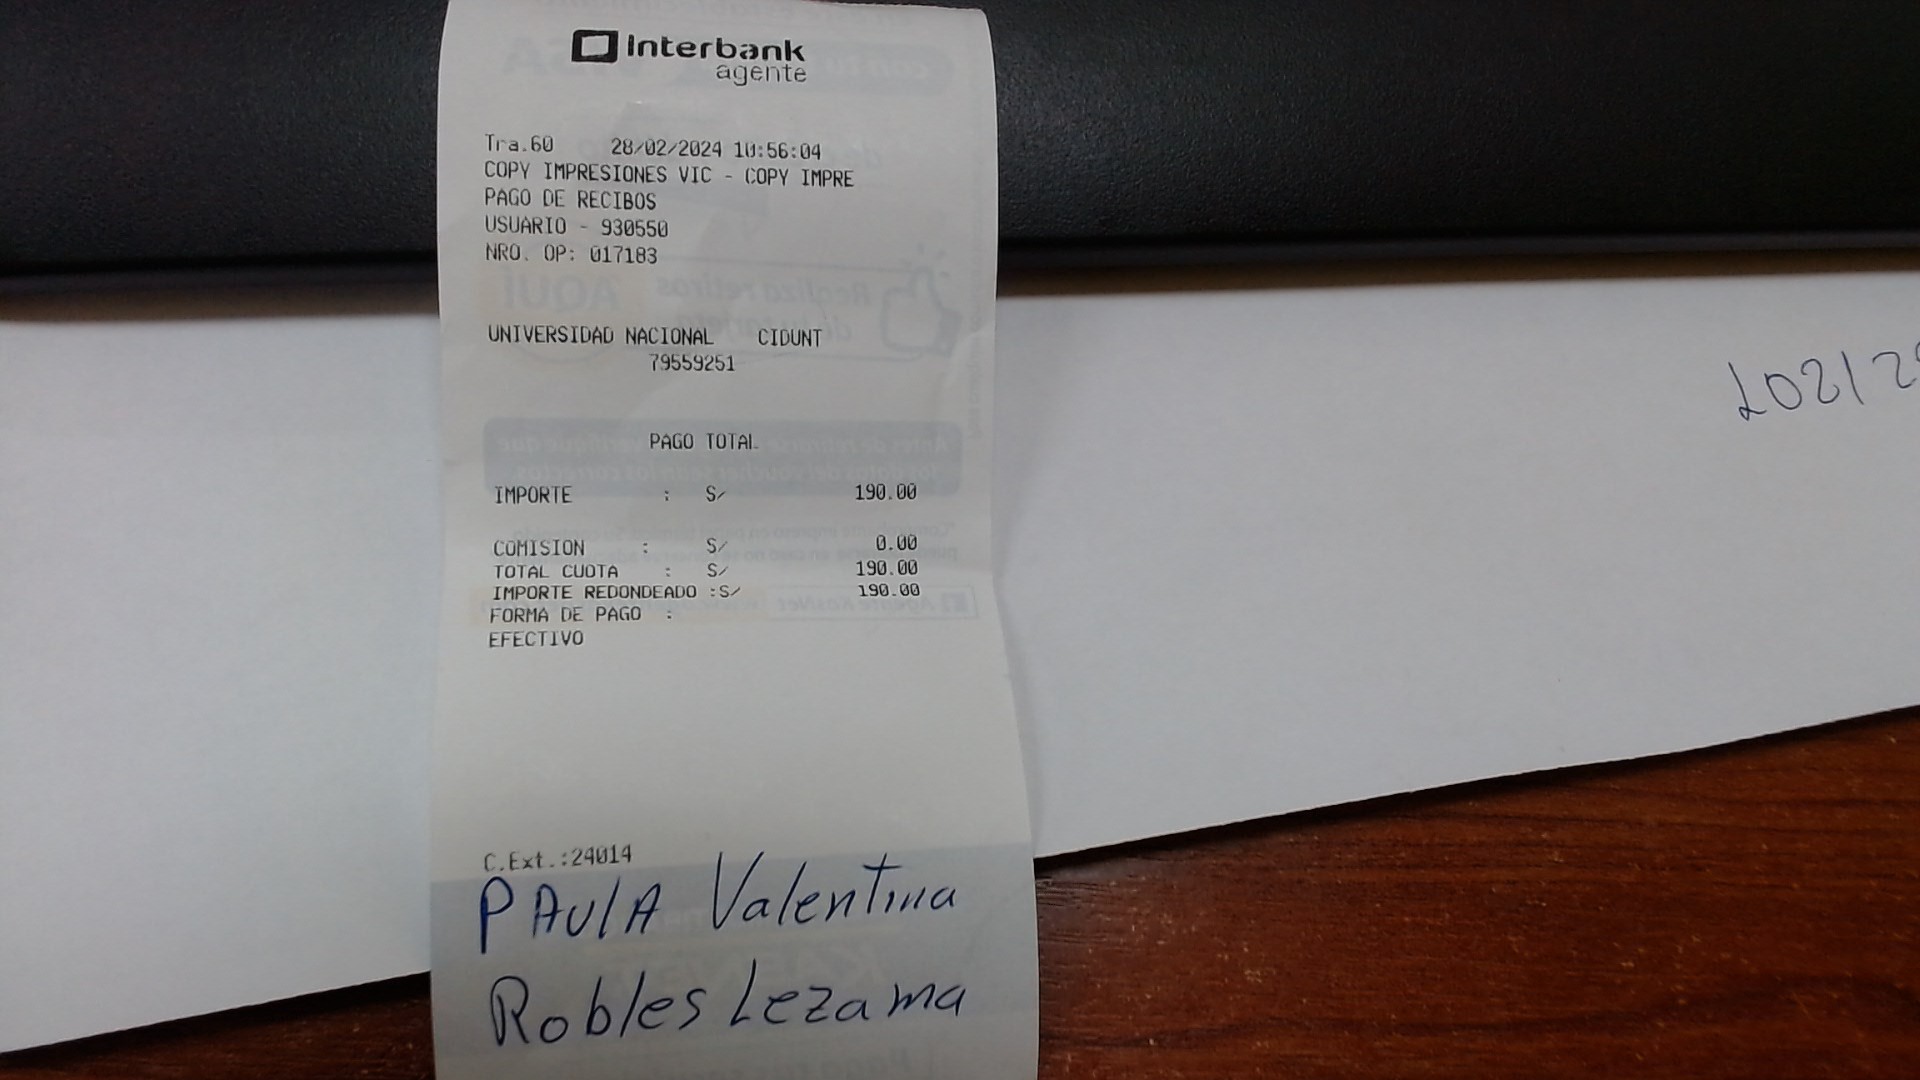 Interbank
agente
Tra.60 28/02/2024 10:56:04
COPY IMPRESIONES VIC - COPY IMPRE
PAGO DE RECIBOS
USUARIO - 930550
NRO. OP: 017183
UNIVERSIDAD NACIONAL CIDUNT
79559251
PAGO TOTAL
IMPORTE : S/ 190.00
COMISION : S/ 0.00
TOTAL CUOTA : S/ 190.00
IMPORTE REDONDEADO :S/ 190.00
FORMA DE PAGO :
EFECTIVO
C.Ext.:24014
PAulA Valentina
Robles Lezama